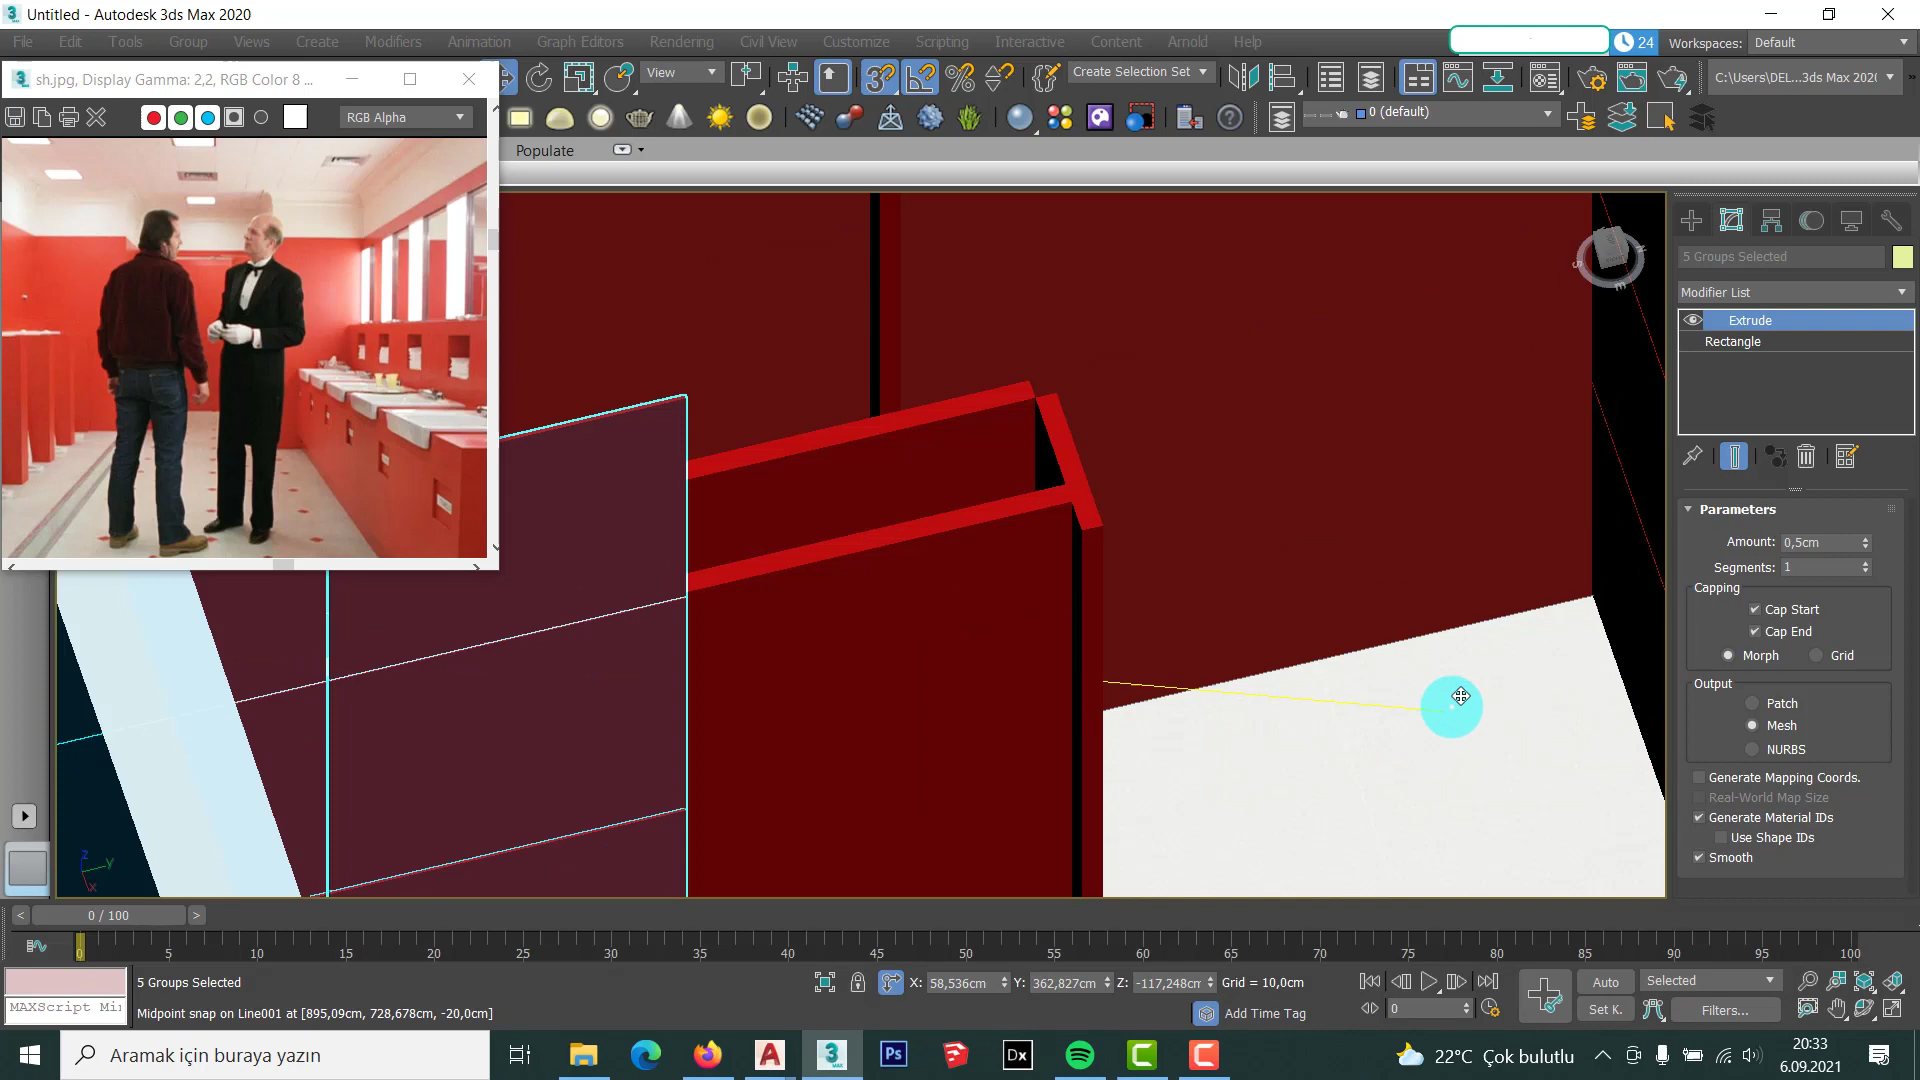 Untitled - Autodesk 3ds Max 2020
File Edit Tools Group Views Create Modifiers Animation Graph Editors Rendering Civil View Customize Scripting Interactive Content Arnold Help
24 Workspaces: Default
sh.jpg, Display Gamma: 2,2, RGB Color 8 ...
View Create Selection Set C:\Users\DEL...3ds Max 202(
RGB Alpha 0 (default)
Populate
5 Groups Selected
Modifier List
Extrude
Rectangle
Parameters
Amount: 0,5cm
Segments: 1
Capping
Cap Start
Cap End
Morph Grid
Output
Patch
Mesh
NURBS
Generate Mapping Coords.
Real-World Map Size
Generate Material IDs
Use Shape IDs
Smooth
z
y
x
< 0 / 100 >
0 5 10 15 20 25 30 35 40 45 50 55 60 65 70 75 80 85 90 95 100
5 Groups Selected X: 58,536cm Y: 362,827cm Z: -117,248cm Grid = 10,0cm Auto Selected
MAXScript Mi Midpoint snap on Line001 at [895,09cm, 728,678cm, -20,0cm] Add Time Tag 0 Set K. Filters...
Aramak için buraya yazın 22°C Çok bulutlu 20:33
6.09.2021